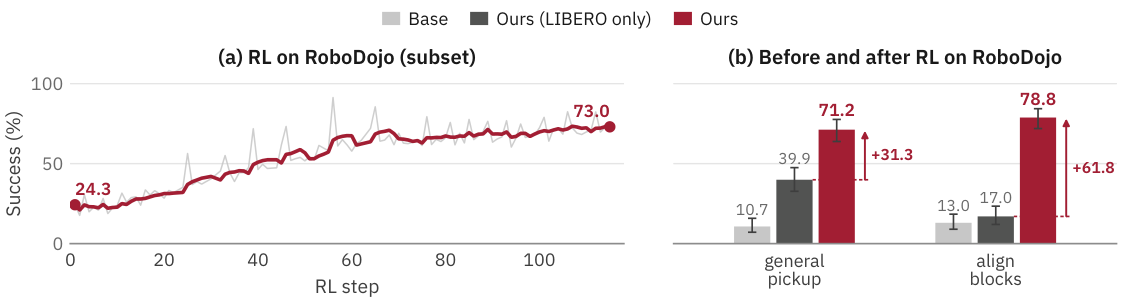 Base
Ours (LIBERO only)
Ours
(a) RL on RoboDojo (subset)
Success (%)
100
50
0
24.3
73.0
0
20
40
60
80
100
RL step
(b) Before and after RL on RoboDojo
10.7
39.9
71.2
+31.3
13.0
17.0
78.8
+61.8
general
pickup
align
blocks